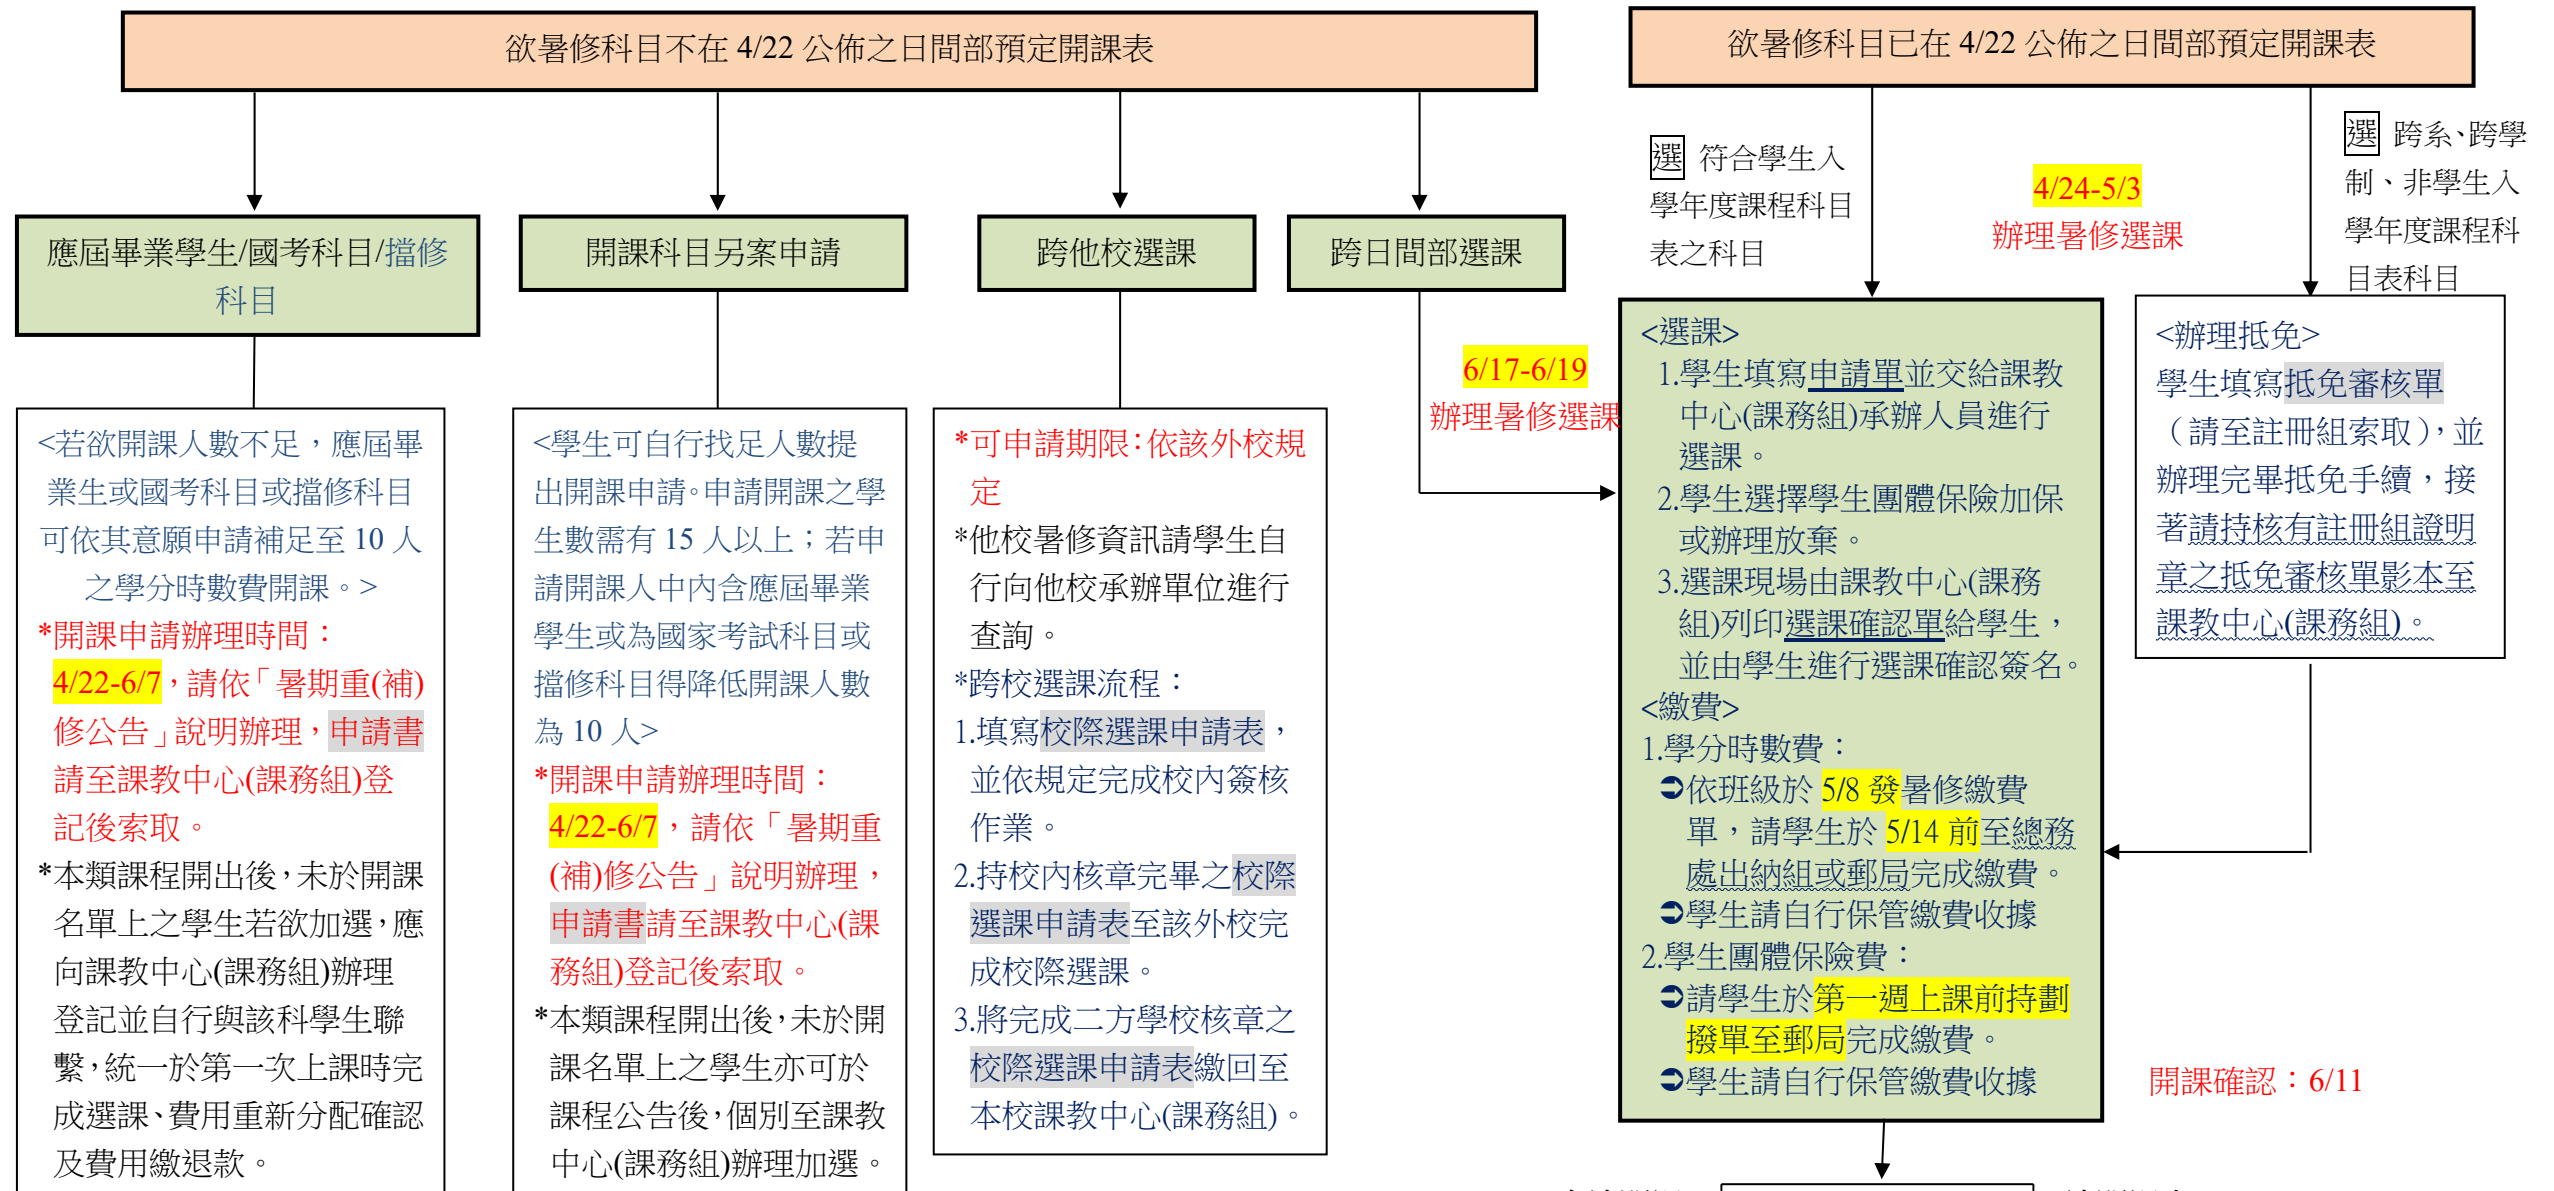 欲暑修科目不在 4/22 公佈之日間部預定開課表
欲暑修科目已在 4/22 公佈之日間部預定開課表
選 符合學生入
學年度課程科目
表之科目
4/24-5/3
辦理暑修選課
選 跨系、跨學
制、非學生入
學年度課程科
目表科目
應屆畢業學生/國考科目/擋修
科目
開課科目另案申請
跨他校選課
跨日間部選課
6/17-6/19
辦理暑修選課
<若欲開課人數不足，應屆畢
業生或國考科目或擋修科目
可依其意願申請補足至 10 人
之學分時數費開課。>
*開課申請辦理時間：
4/22-6/7，請依「暑期重(補)
修公告」說明辦理，申請書
請至課教中心(課務組)登
記後索取。
*本類課程開出後，未於開課
名單上之學生若欲加選，應
向課教中心(課務組)辦理
登記並自行與該科學生聯
繫，統一於第一次上課時完
成選課、費用重新分配確認
及費用繳退款。
<學生可自行找足人數提
出開課申請。申請開課之學
生數需有 15 人以上；若申
請開課人中內含應屆畢業
學生或為國家考試科目或
擋修科目得降低開課人數
為 10 人>
*開課申請辦理時間：
4/22-6/7，請依「暑期重
(補)修公告」說明辦理，
申請書請至課教中心(課
務組)登記後索取。
*本類課程開出後，未於開
課名單上之學生亦可於
課程公告後，個別至課教
中心(課務組)辦理加選。
*可申請期限：依該外校規
定
*他校暑修資訊請學生自
行向他校承辦單位進行
查詢。
*跨校選課流程：
1.填寫校際選課申請表，
並依規定完成校內簽核
作業。
2.持校內核章完畢之校際
選課申請表至該外校完
成校際選課。
3.將完成二方學校核章之
校際選課申請表繳回至
本校課教中心(課務組)。
<選課>
1.學生填寫申請單並交給課教
中心(課務組)承辦人員進行
選課。
2.學生選擇學生團體保險加保
或辦理放棄。
3.選課現場由課教中心(課務
組)列印選課確認單給學生，
並由學生進行選課確認簽名。
<繳費>
1.學分時數費：
➲依班級於 5/8 發暑修繳費
單，請學生於 5/14 前至總務
處出納組或郵局完成繳費。
➲學生請自行保管繳費收據
2.學生團體保險費：
➲請學生於第一週上課前持劃
撥單至郵局完成繳費。
➲學生請自行保管繳費收據
<辦理抵免>
學生填寫抵免審核單
（請至註冊組索取），並
辦理完畢抵免手續，接
著請持核有註冊組證明
章之抵免審核單影本至
課教中心(課務組)。
開課確認：6/11